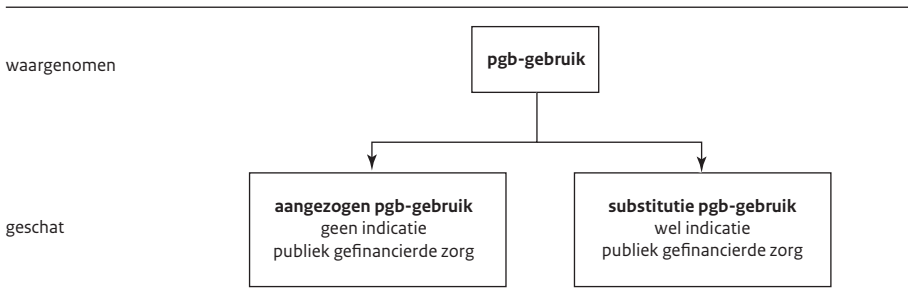 waargenomen
pgb-gebruik
geschat
aangezogen pgb-gebruik
geen indicatie
publiek gefinancierde zorg
substitutie pgb-gebruik
wel indicatie
publiek gefinancierde zorg